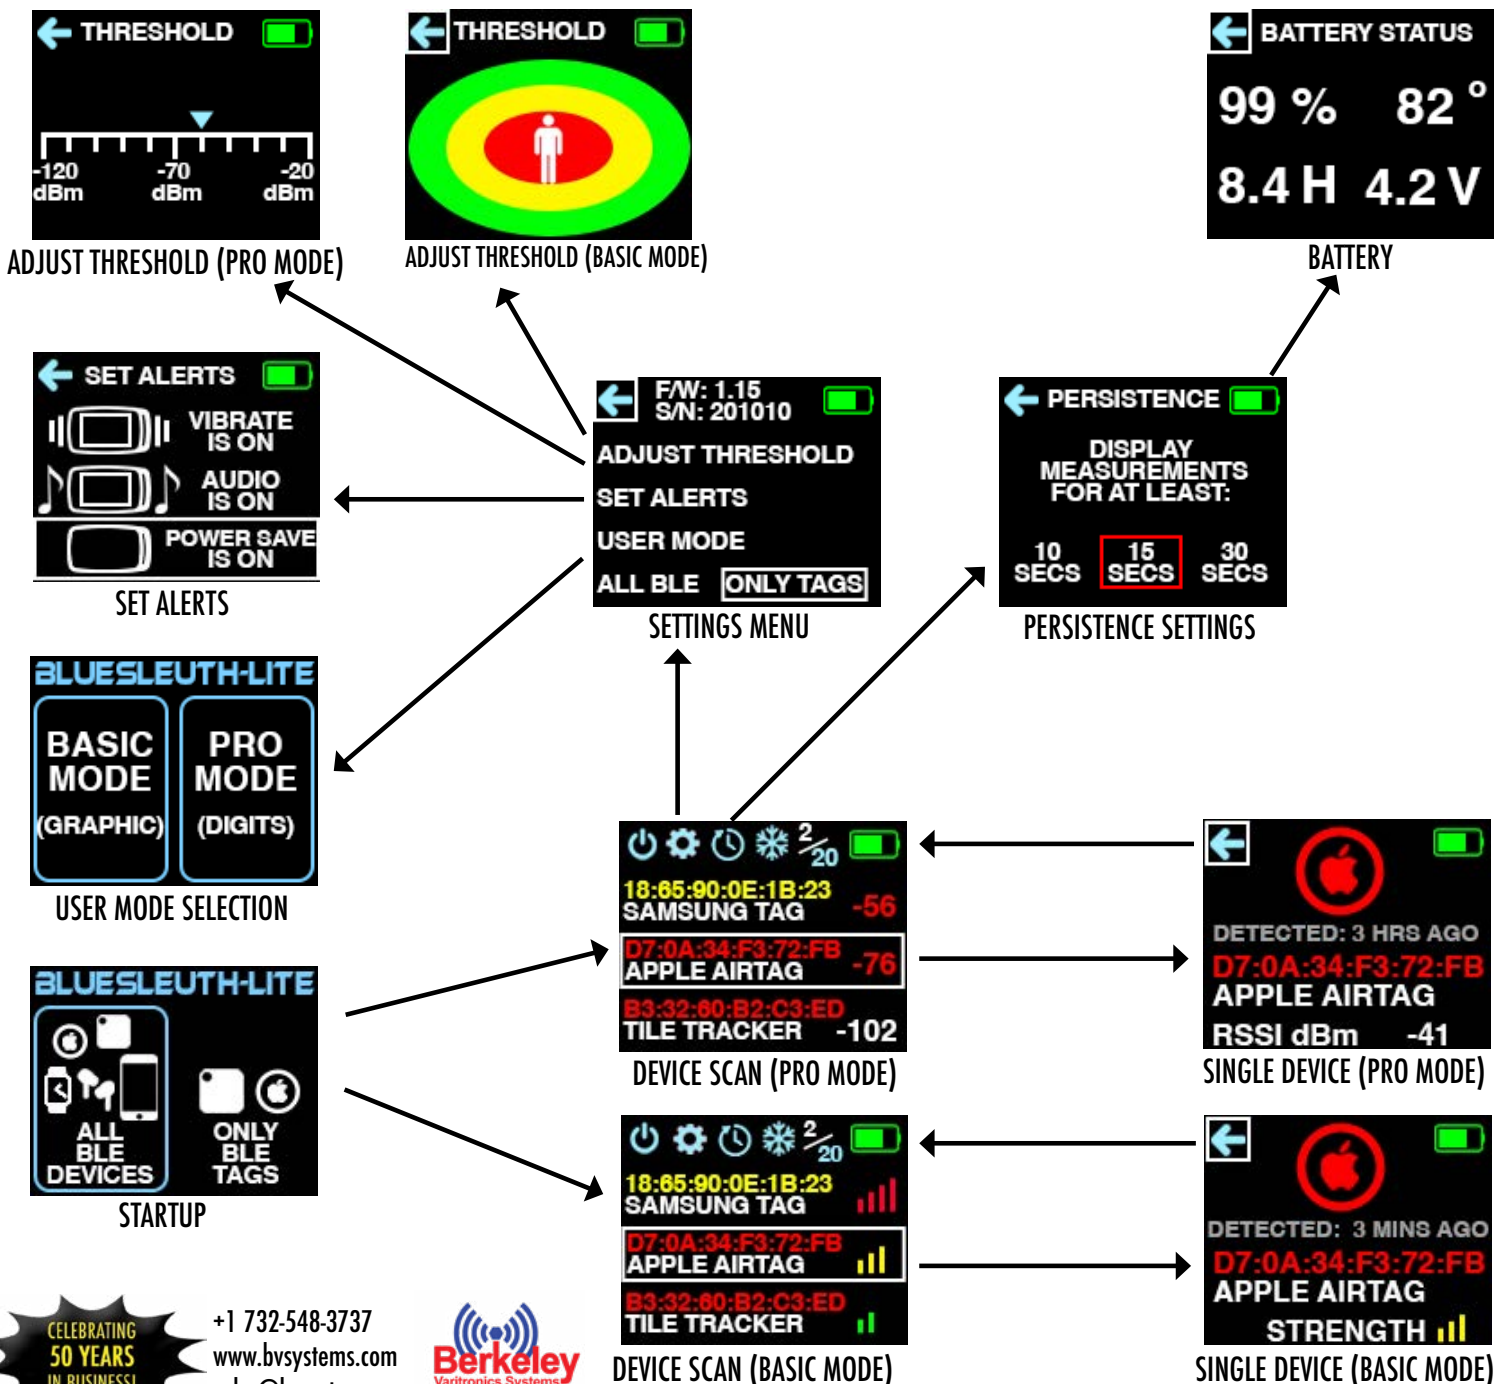 THRESHOLD
-120 -70 -20
dBm dBm dBm
ADJUST THRESHOLD (PRO MODE)
THRESHOLD
ADJUST THRESHOLD (BASIC MODE)
BATTERY STATUS
99 % 82 °
8.4 H 4.2 V
BATTERY
SET ALERTS
VIBRATE
IS ON
AUDIO
IS ON
POWER SAVE
IS ON
SET ALERTS
F/W: 1.15
S/N: 201010
ADJUST THRESHOLD
SET ALERTS
USER MODE
ALL BLE ONLY TAGS
SETTINGS MENU
PERSISTENCE
DISPLAY
MEASUREMENTS
FOR AT LEAST:
10 15 30
SECS SECS SECS
PERSISTENCE SETTINGS
BLUESLEUTH-LITE
BASIC
MODE
(GRAPHIC)
PRO
MODE
(DIGITS)
USER MODE SELECTION
2/20
18:65:90:0E:1B:23
SAMSUNG TAG -56
D7:0A:34:F3:72:FB
APPLE AIRTAG -76
B3:32:60:B2:C3:ED
TILE TRACKER -102
DEVICE SCAN (PRO MODE)
DETECTED: 3 HRS AGO
D7:0A:34:F3:72:FB
APPLE AIRTAG
RSSI dBm -41
SINGLE DEVICE (PRO MODE)
BLUESLEUTH-LITE
ALL
BLE
DEVICES
ONLY
BLE
TAGS
STARTUP
2/20
18:65:90:0E:1B:23
SAMSUNG TAG
D7:0A:34:F3:72:FB
APPLE AIRTAG
B3:32:60:B2:C3:ED
TILE TRACKER
DEVICE SCAN (BASIC MODE)
DETECTED: 3 MINS AGO
D7:0A:34:F3:72:FB
APPLE AIRTAG
STRENGTH
SINGLE DEVICE (BASIC MODE)
CELEBRATING
50 YEARS
IN BUSINESS!
+1 732-548-3737
www.bvsystems.com
Berkeley
Varitronics Systems